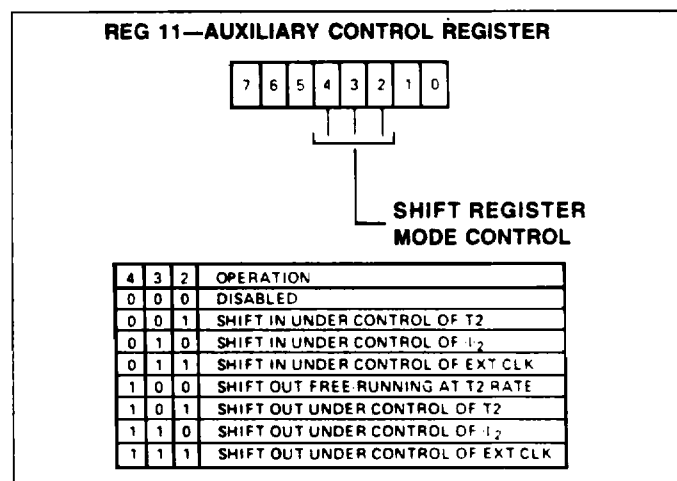 REG 11—AUXILIARY CONTROL REGISTER
7 6 5 4 3 2 1 0
SHIFT REGISTER
MODE CONTROL
4 3 2 OPERATION
0 0 0 DISABLED
0 0 1 SHIFT IN UNDER CONTROL OF T2
0 1 0 SHIFT IN UNDER CONTROL OF
0 1 1 SHIFT IN UNDER CONTROL OF EXT CLK
1 0 0 SHIFT OUT FREE-RUNNING AT T2 RATE
1 0 1 SHIFT OUT UNDER CONTROL OF T2
1 1 0 SHIFT OUT UNDER CONTROL OF
1 1 1 SHIFT OUT UNDER CONTROL OF EXT CLK